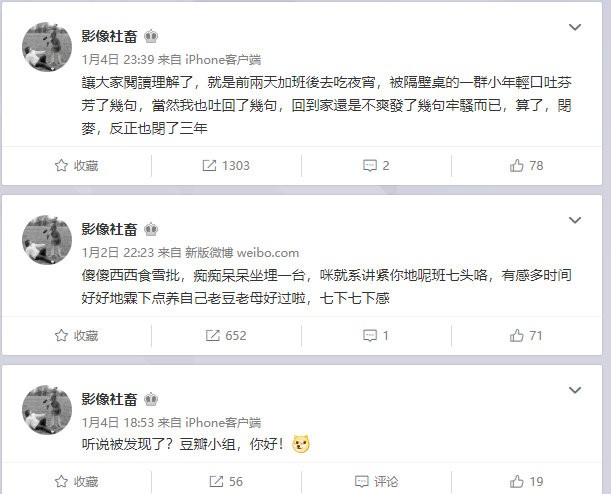 影像社畜
1月4日 23:39 来自 iPhone客户端
讓大家閱讀理解了，就是前兩天加班後去吃夜宵，被隔壁桌的一群小年輕口吐芬
芳了幾句，當然我也吐回了幾句，回到家還是不爽發了幾句牢騷而已，算了，閉
麥，反正也閉了三年
收藏 1303 2 78
影像社畜
1月2日 22:23 来自 新版微博 weibo.com
傻傻西西食雪批，痴痴呆呆坐埋一台，咪就系讲紧你地呢班七头咯，有感多时间
好好地霖下点养自己老豆老母好过啦，七下七下感
收藏 652 1 71
影像社畜
1月4日 18:53 来自 iPhone客户端
听说被发现了？豆瓣小组，你好！
收藏 56 评论 19